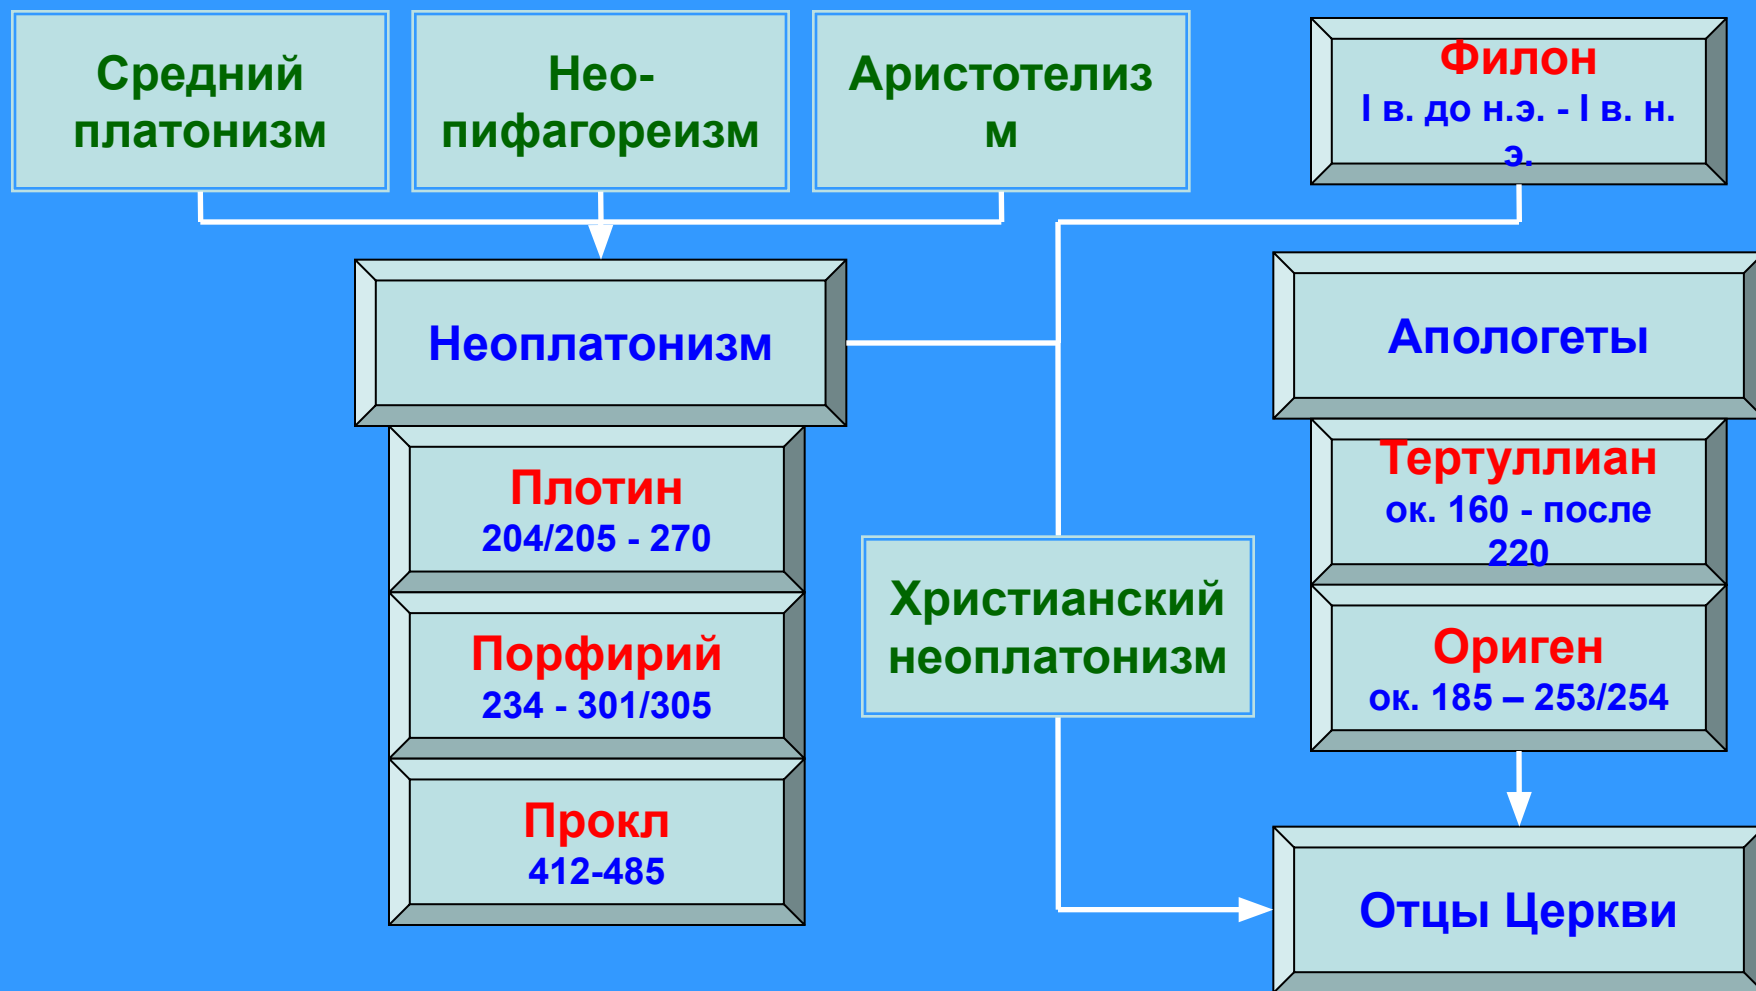 Средний
платонизм
Нео-
пифагореизм
Аристотелиз
м
Филон
I в. до н.э. - I в. н.
э.
Неоплатонизм
Плотин
204/205 - 270
Порфирий
234 - 301/305
Прокл
412-485
Христианский
неоплатонизм
Апологеты
Тертуллиан
ок. 160 - после
220
Ориген
ок. 185 – 253/254
Отцы Церкви